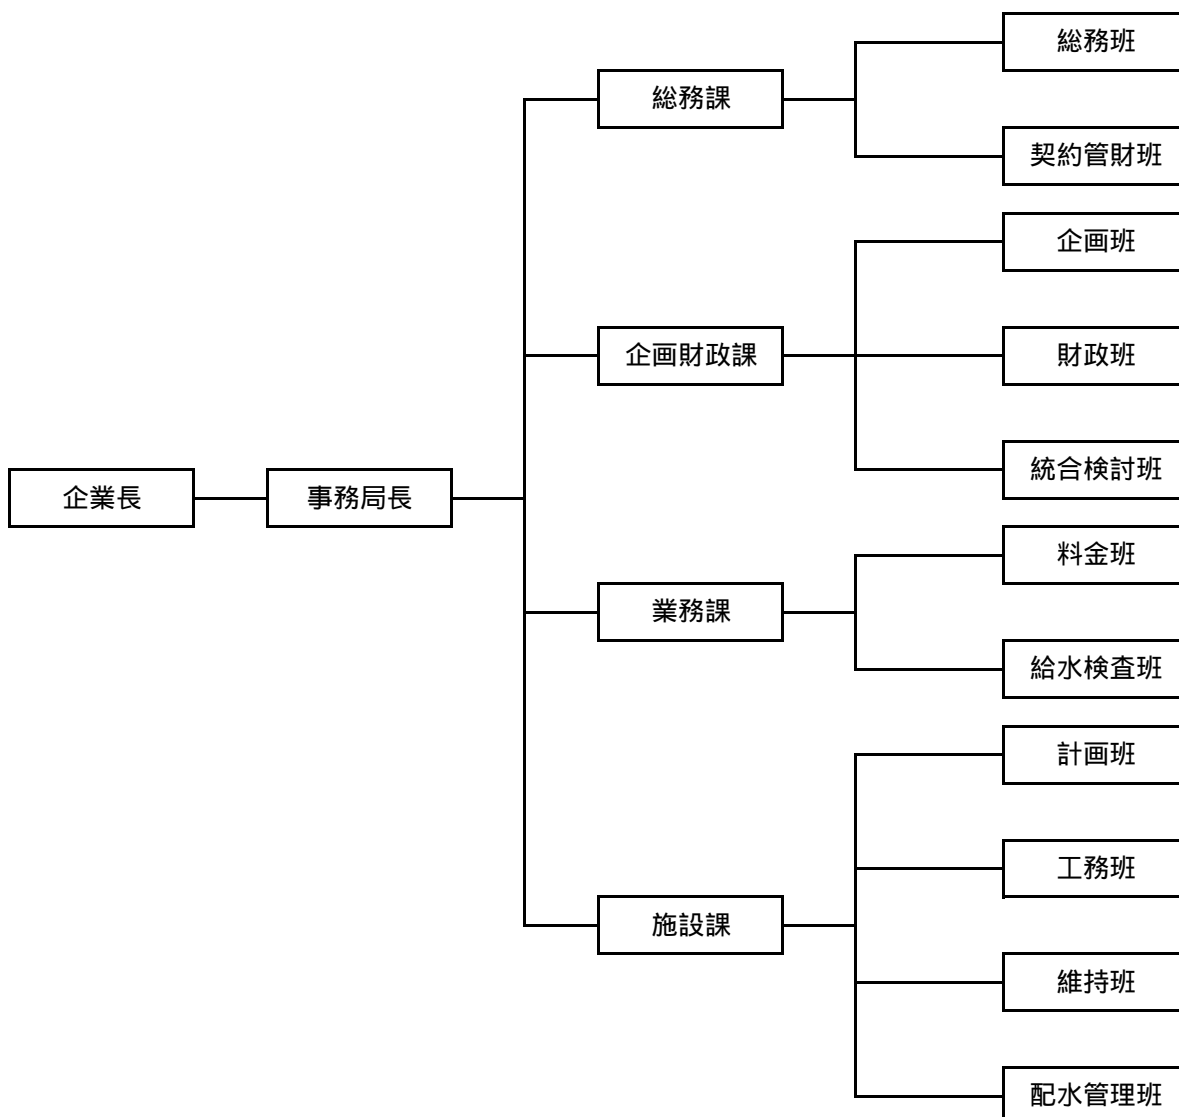 企業長
事務局長
総務課
総務班
契約管財班
企画財政課
企画班
財政班
統合検討班
業務課
料金班
給水検査班
施設課
計画班
工務班
維持班
配水管理班